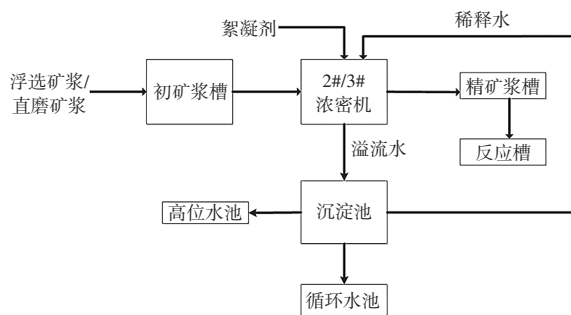 絮凝剂
稀释水
浮选矿浆/
直磨矿浆
初矿浆槽
2#/3#
浓密机
精矿浆槽
反应槽
溢流水
高位水池
沉淀池
循环水池